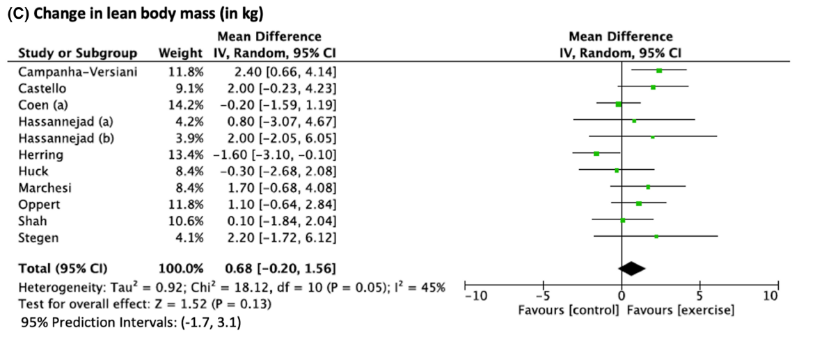 (C) Change in lean body mass (in kg)
Mean Difference Mean Difference
Study or Subgroup Weight IV, Random, 95% CI IV, Random, 95% CI
Campanha-Versiani 11.8% 2.40 [0.66, 4.14]
Castello 9.1% 2.00 [-0.23, 4.23]
Coen (a) 14.2% -0.20 [-1.59, 1.19]
Hassannejad (a) 4.2% 0.80 [-3.07, 4.67]
Hassannejad (b) 3.9% 2.00 [-2.05, 6.05]
Herring 13.4% -1.60 [-3.10, -0.10]
Huck 8.4% -0.30 [-2.68, 2.08]
Marchesi 8.4% 1.70 [-0.68, 4.08]
Oppert 11.8% 1.10 [-0.64, 2.84]
Shah 10.6% 0.10 [-1.84, 2.04]
Stegen 4.1% 2.20 [-1.72, 6.12]
Total (95% CI) 100.0% 0.68 [-0.20, 1.56]
Heterogeneity: Tau² = 0.92; Chi² = 18.12, df = 10 (P = 0.05); I² = 45%
Test for overall effect: Z = 1.52 (P = 0.13)
95% Prediction Intervals: (-1.7, 3.1)
-10 -5 0 5 10
Favours [control] Favours [exercise]